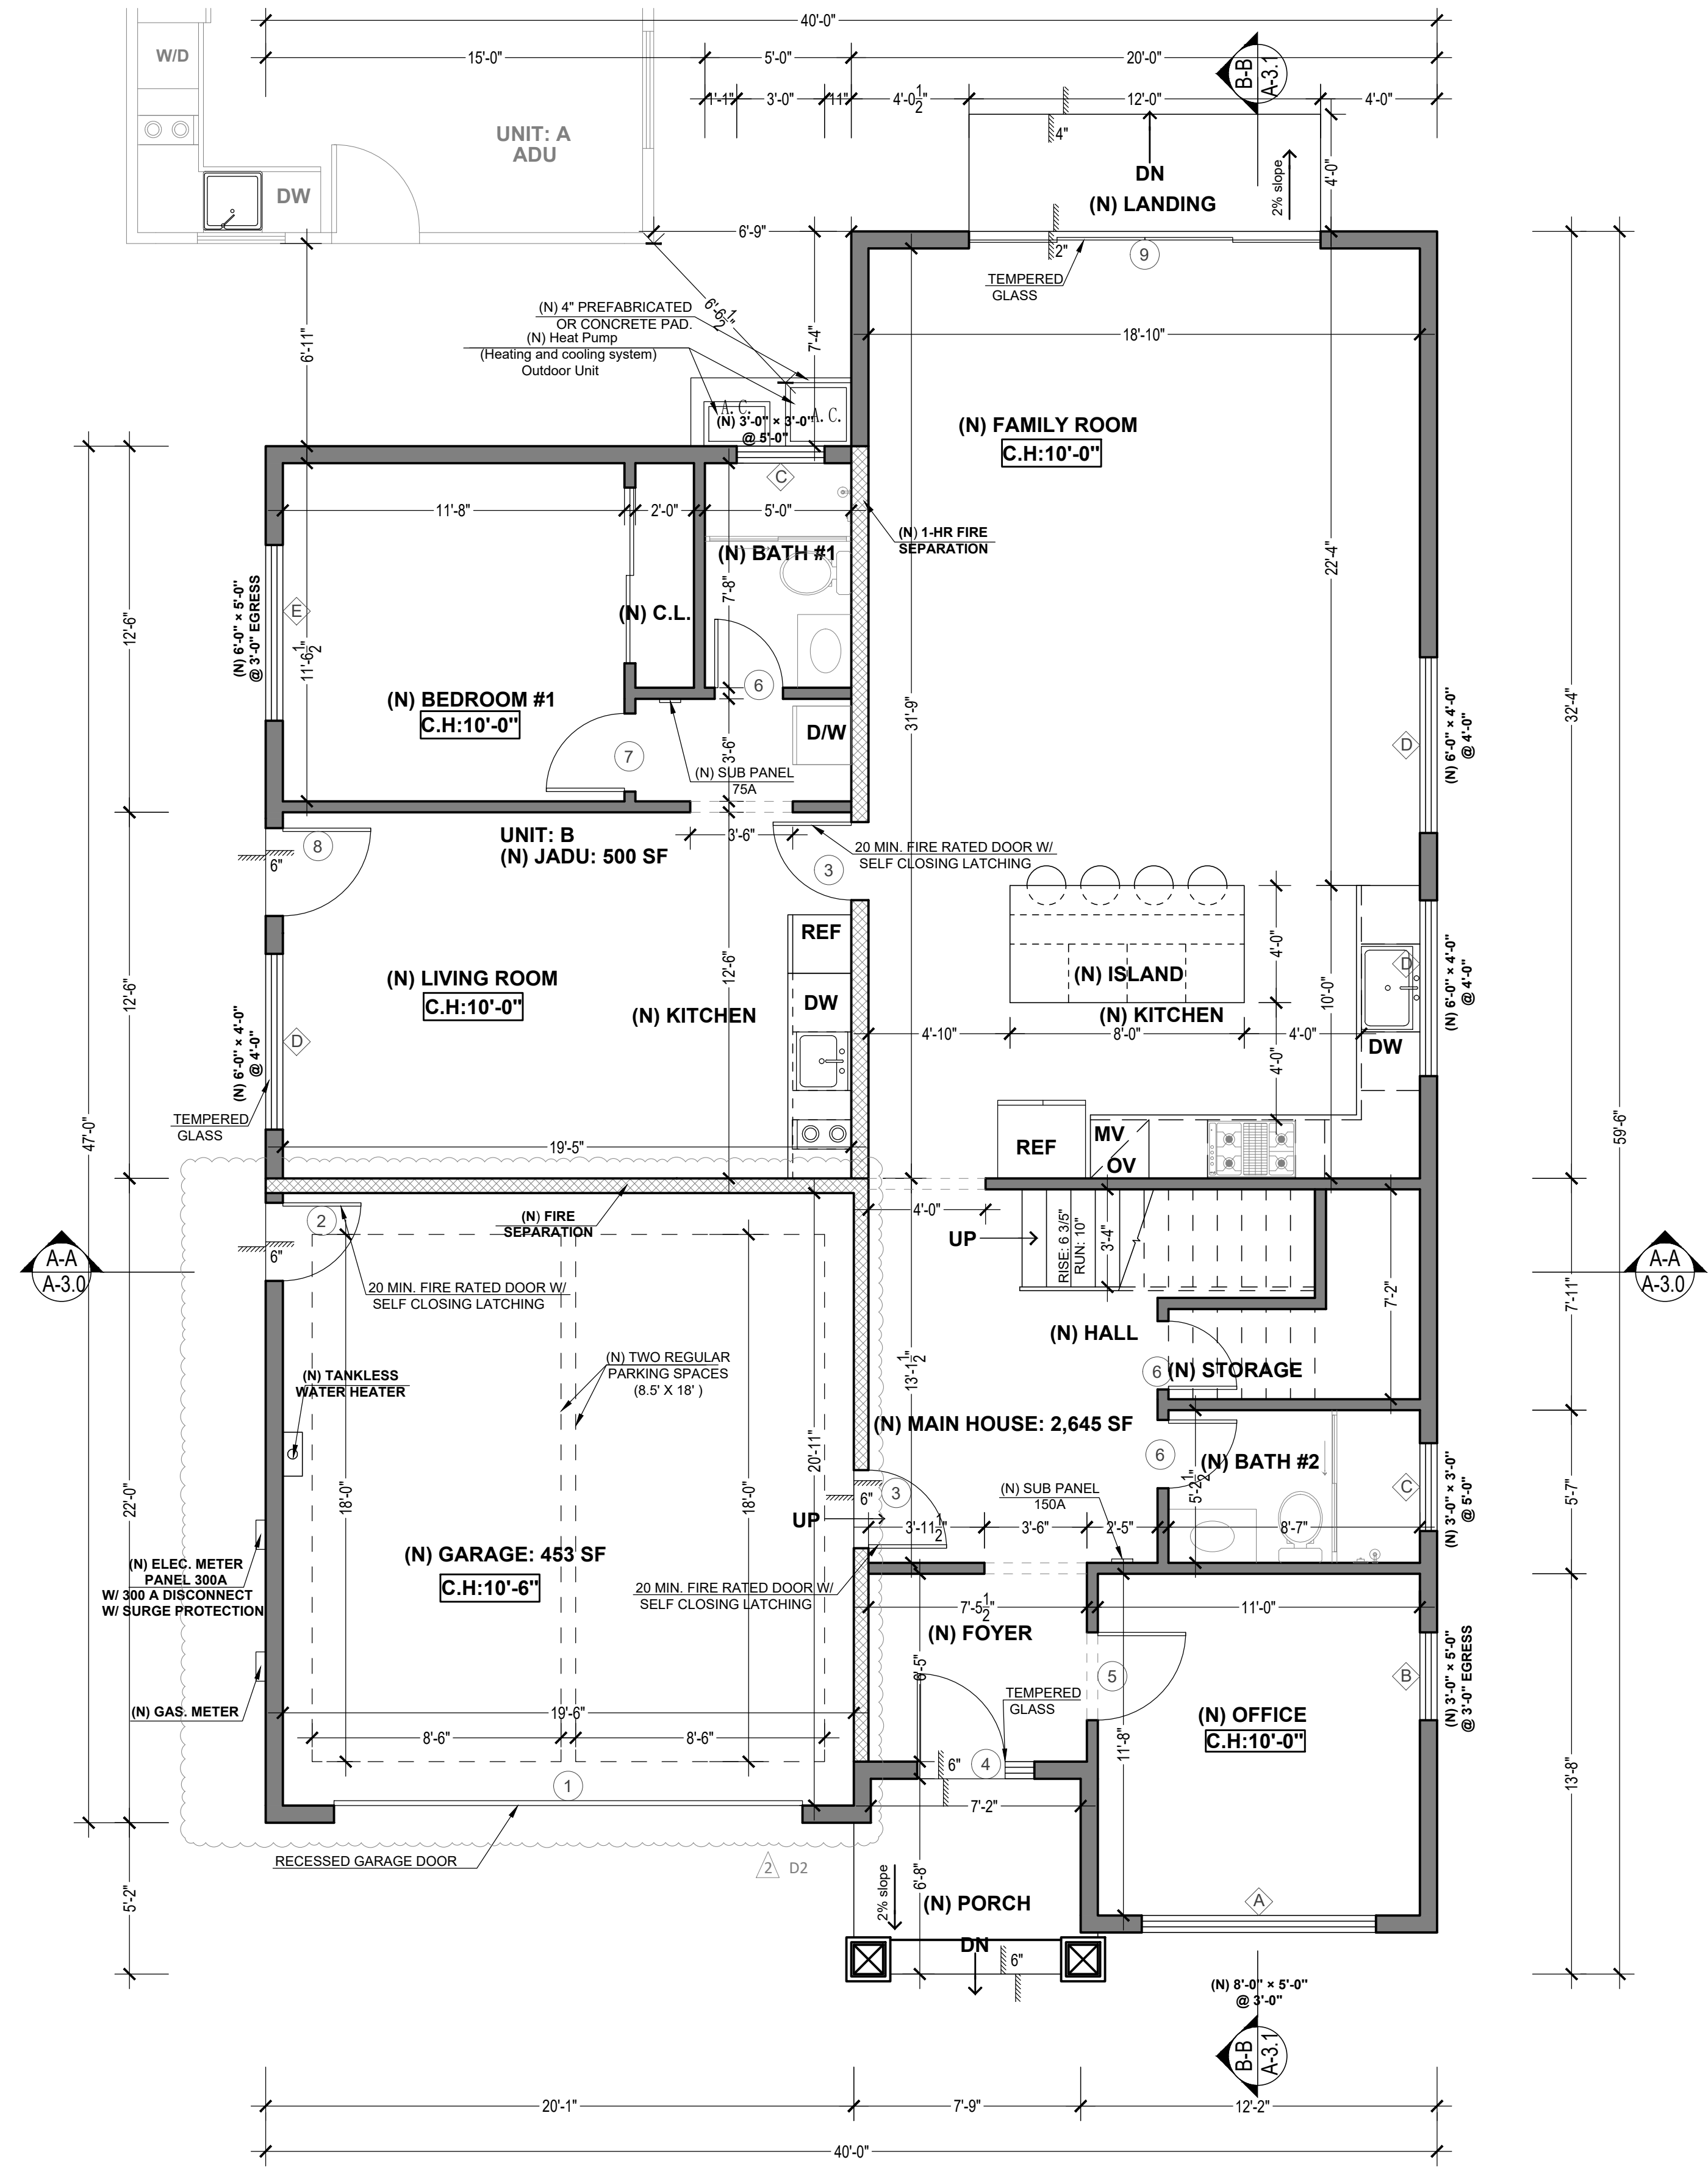 40'-0"
15'-0"
5'-0"
20'-0"
B-B
A-3.1
1'-1"
3'-0"
11"
4'-0 1/2"
12'-0"
4'-0"
W/D
UNIT: A
ADU
DW
4"
DN
(N) LANDING
2% slope
4'-0"
6'-9"
2"
9
TEMPERED
GLASS
6'-11"
6'-6 1/2"
7'-4"
(N) 4" PREFABRICATED
OR CONCRETE PAD.
(N) Heat Pump
(Heating and cooling system)
Outdoor Unit
18'-10"
A.C.
A.C.
(N) 3'-0" × 3'-0"
@ 5'-0"
C
(N) FAMILY ROOM
C.H:10'-0"
11'-8"
2'-0"
5'-0"
(N) 1-HR FIRE
SEPARATION
(N) BATH #1
22'-4"
7'-8"
(N) 6'-0" × 5'-0"
@ 3'-0" EGRESS
E
12'-6"
11'-6 1/2"
(N) C.L.
(N) BEDROOM #1
C.H:10'-0"
6
D/W
7
3'-6"
(N) SUB PANEL
75A
31'-9"
32'-4"
D
(N) 6'-0" × 4'-0"
@ 4'-0"
UNIT: B
(N) JADU: 500 SF
3'-6"
8
6"
3
20 MIN. FIRE RATED DOOR W/
SELF CLOSING LATCHING
REF
12'-6"
12'-6"
(N) LIVING ROOM
C.H:10'-0"
DW
(N) KITCHEN
4'-0"
(N) ISLAND
(N) KITCHEN
10'-0"
D
(N) 6'-0" × 4'-0"
@ 4'-0"
4'-10"
8'-0"
4'-0"
DW
4'-0"
D
(N) 6'-0" × 4'-0"
@ 4'-0"
TEMPERED
GLASS
47'-0"
59'-6"
19'-5"
REF
MV
OV
2
(N) FIRE
SEPARATION
4'-0"
UP
RISE: 6 3/5"
RUN: 10"
3'-4"
A-A
A-3.0
6"
A-A
A-3.0
20 MIN. FIRE RATED DOOR W/
SELF CLOSING LATCHING
7'-2"
7'-11"
(N) HALL
13'-1 1/2"
(N) TWO REGULAR
PARKING SPACES
(8.5' X 18' )
(N) TANKLESS
WATER HEATER
6
(N) STORAGE
(N) MAIN HOUSE: 2,645 SF
20'-11"
6
(N) BATH #2
5'-2 1/2"
C
(N) 3'-0" × 3'-0"
@ 5'-0"
5'-7"
22'-0"
18'-0"
18'-0"
3
6"
(N) SUB PANEL
150A
UP
3'-11 1/2"
3'-6"
2'-5"
8'-7"
(N) GARAGE: 453 SF
C.H:10'-6"
(N) ELEC. METER
PANEL 300A
W/ 300 A DISCONNECT
W/ SURGE PROTECTION
20 MIN. FIRE RATED DOOR W/
SELF CLOSING LATCHING
7'-5 1/2"
11'-0"
(N) FOYER
6'-5"
5
B
(N) 3'-0" × 5'-0"
@ 3'-0" EGRESS
TEMPERED
GLASS
(N) GAS. METER
19'-6"
8'-6"
8'-6"
(N) OFFICE
C.H:10'-0"
11'-8"
13'-8"
1
6"
4
7'-2"
RECESSED GARAGE DOOR
2
D2
5'-2"
2% slope
6'-8"
(N) PORCH
A
DN
6"
(N) 8'-0" × 5'-0"
@ 3'-0"
B-B
A-3.1
20'-1"
7'-9"
12'-2"
40'-0"